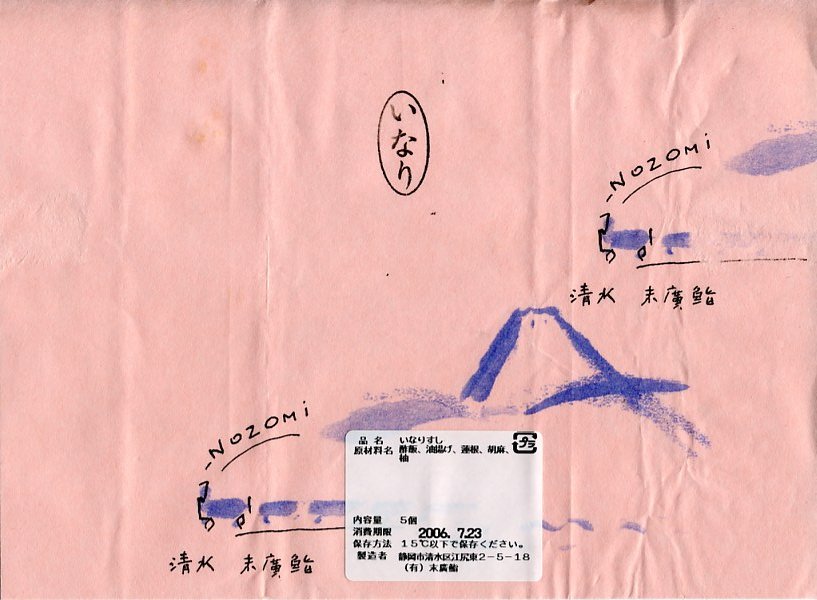 いなり
NOZOMi
清水 末廣鮨
NOZOMi
清水 末廣鮨
品 名 いなりすし
プラ
原材料名 酢飯、油揚げ、蓮根、胡麻、
柚
内容量 5個
消費期限 2006. 7.23
保存方法 15℃以下で保存ください。
製造者 静岡市清水区江尻東2-5-18
(有)末廣鮨